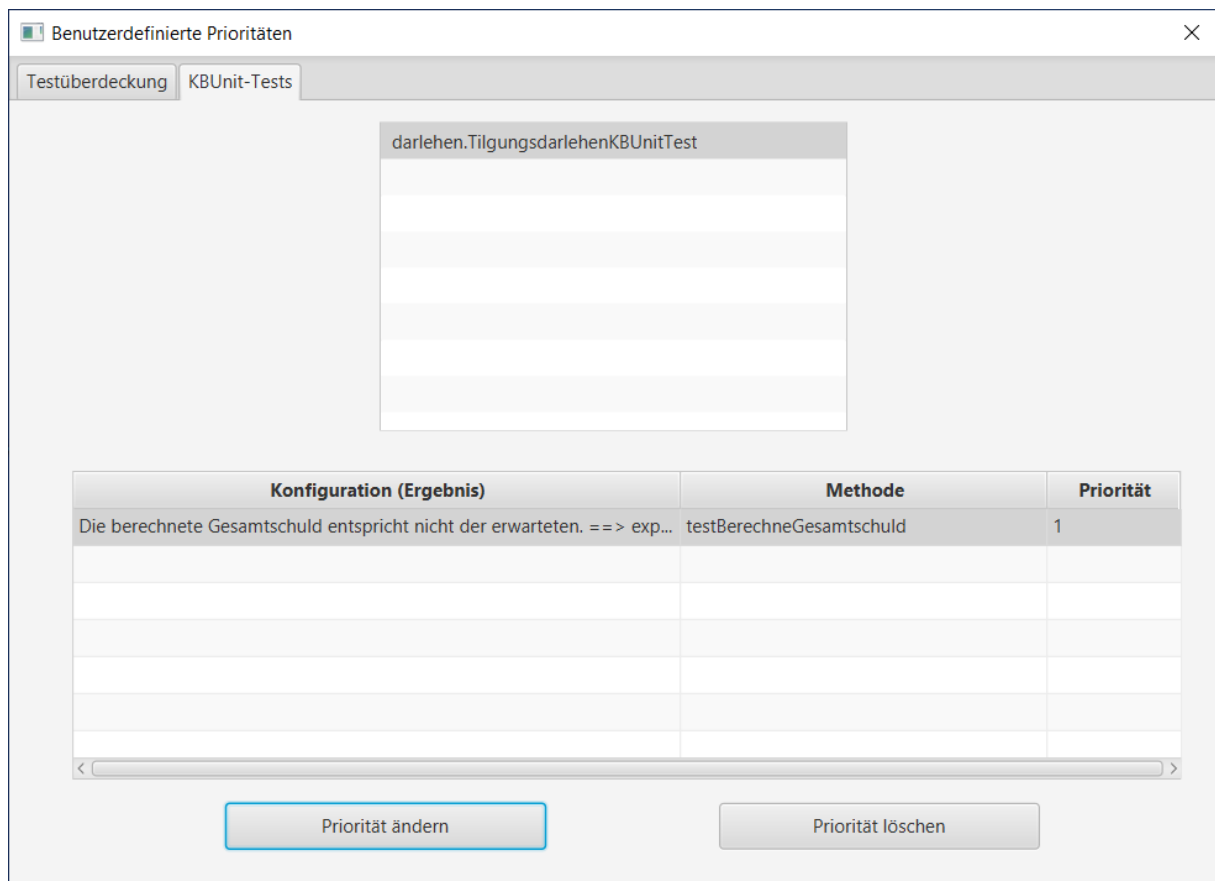 Benutzerdefinierte Prioritäten
Testüberdeckung KBUnit-Tests
darlehen.TilgungsdarlehenKBUnitTest
Konfiguration (Ergebnis) Methode Priorität
Die berechnete Gesamtschuld entspricht nicht der erwarteten. ==> exp... testBerechneGesamtschuld 1
Priorität ändern Priorität löschen